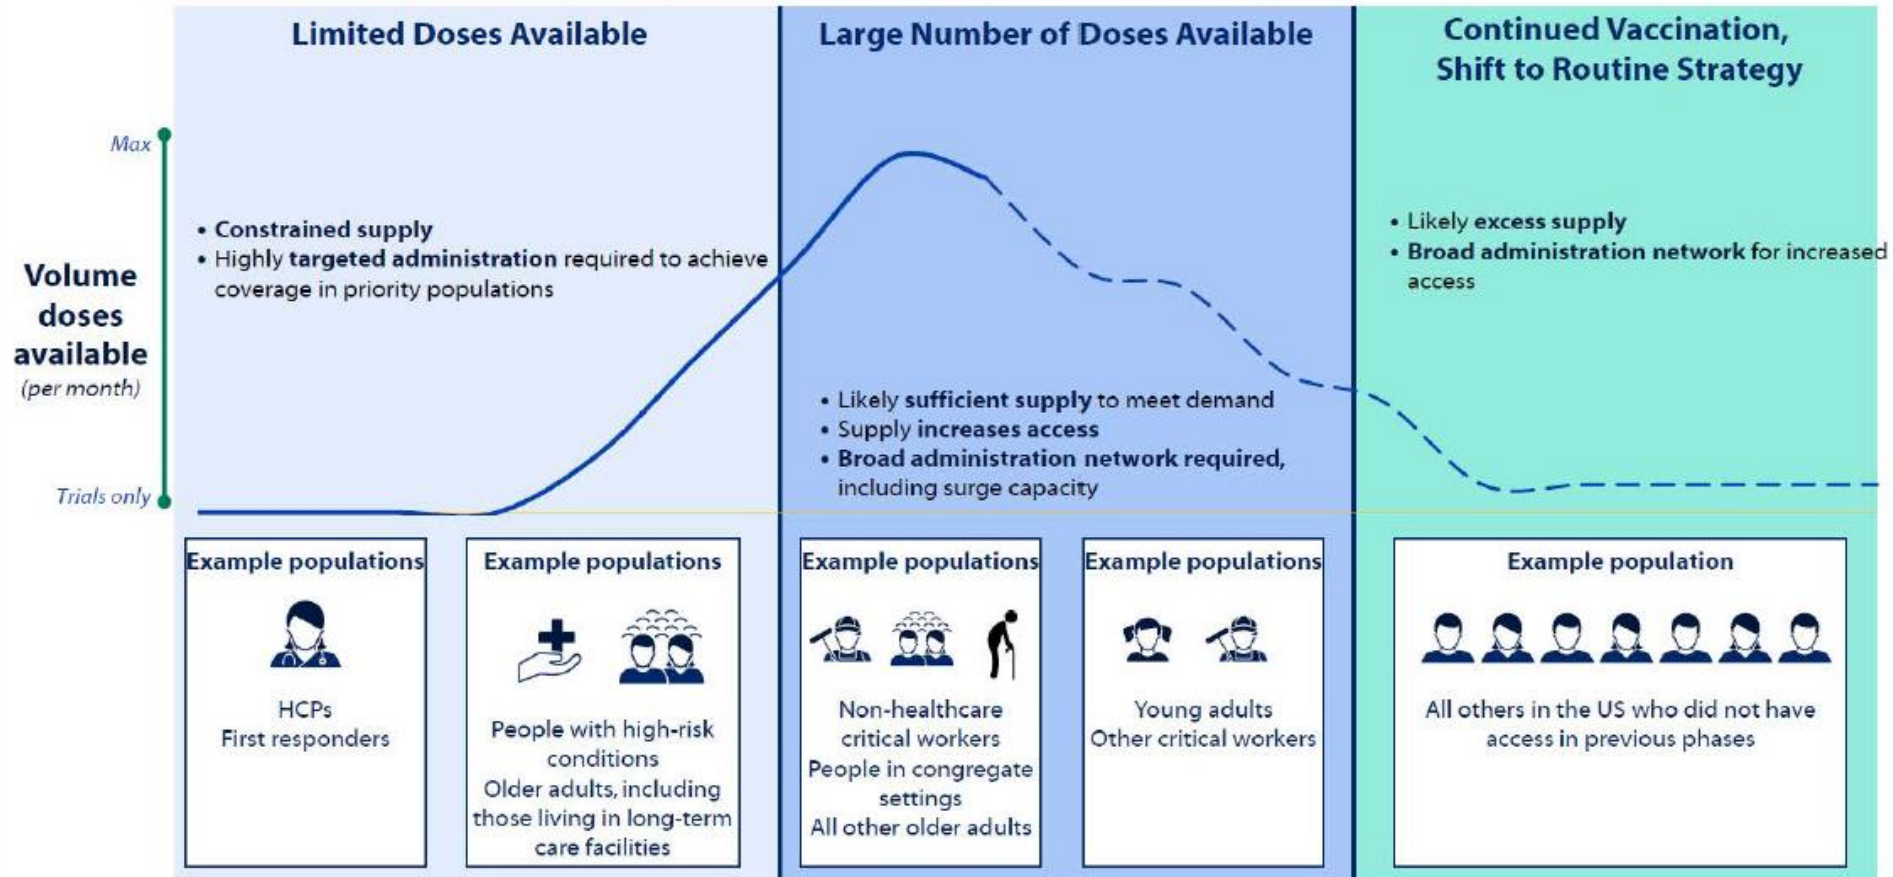 Limited Doses Available
Large Number of Doses Available
Continued Vaccination,
Shift to Routine Strategy
Max
Volume
doses
available
(per month)
Trials only
• Constrained supply
• Highly targeted administration required to achieve
coverage in priority populations
• Likely sufficient supply to meet demand
• Supply increases access
• Broad administration network required,
including surge capacity
• Likely excess supply
• Broad administration network for increased
access
Example populations
HCPs
First responders
Example populations
People with high-risk
conditions
Older adults, including
those living in long-term
care facilities
Example populations
Non-healthcare
critical workers
People in congregate
settings
All other older adults
Example populations
Young adults
Other critical workers
Example population
All others in the US who did not have
access in previous phases